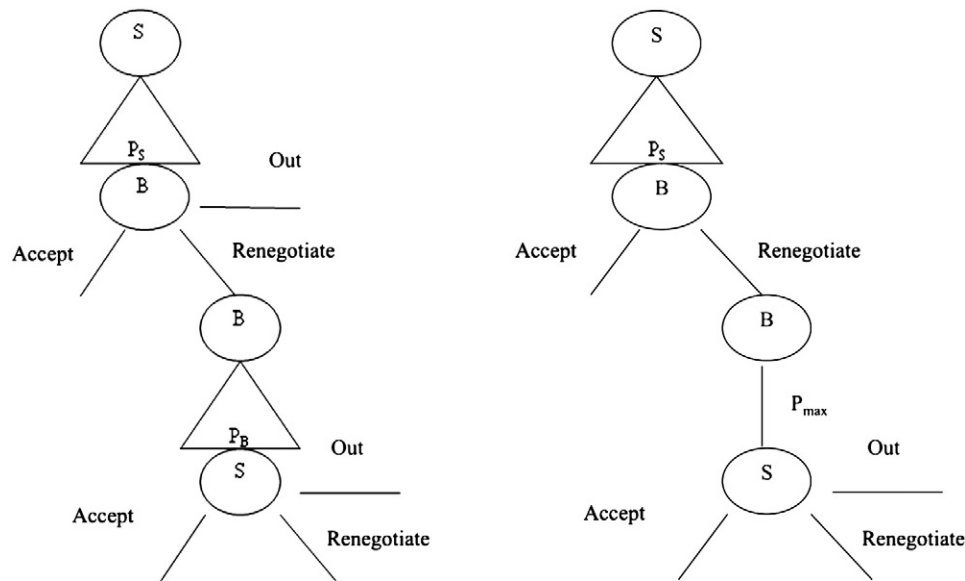 S
P_S
Out
B
Accept
Renegotiate
B
P_B
Out
S
Accept
Renegotiate
S
P_S
B
Accept
Renegotiate
B
P_max
Out
S
Accept
Renegotiate